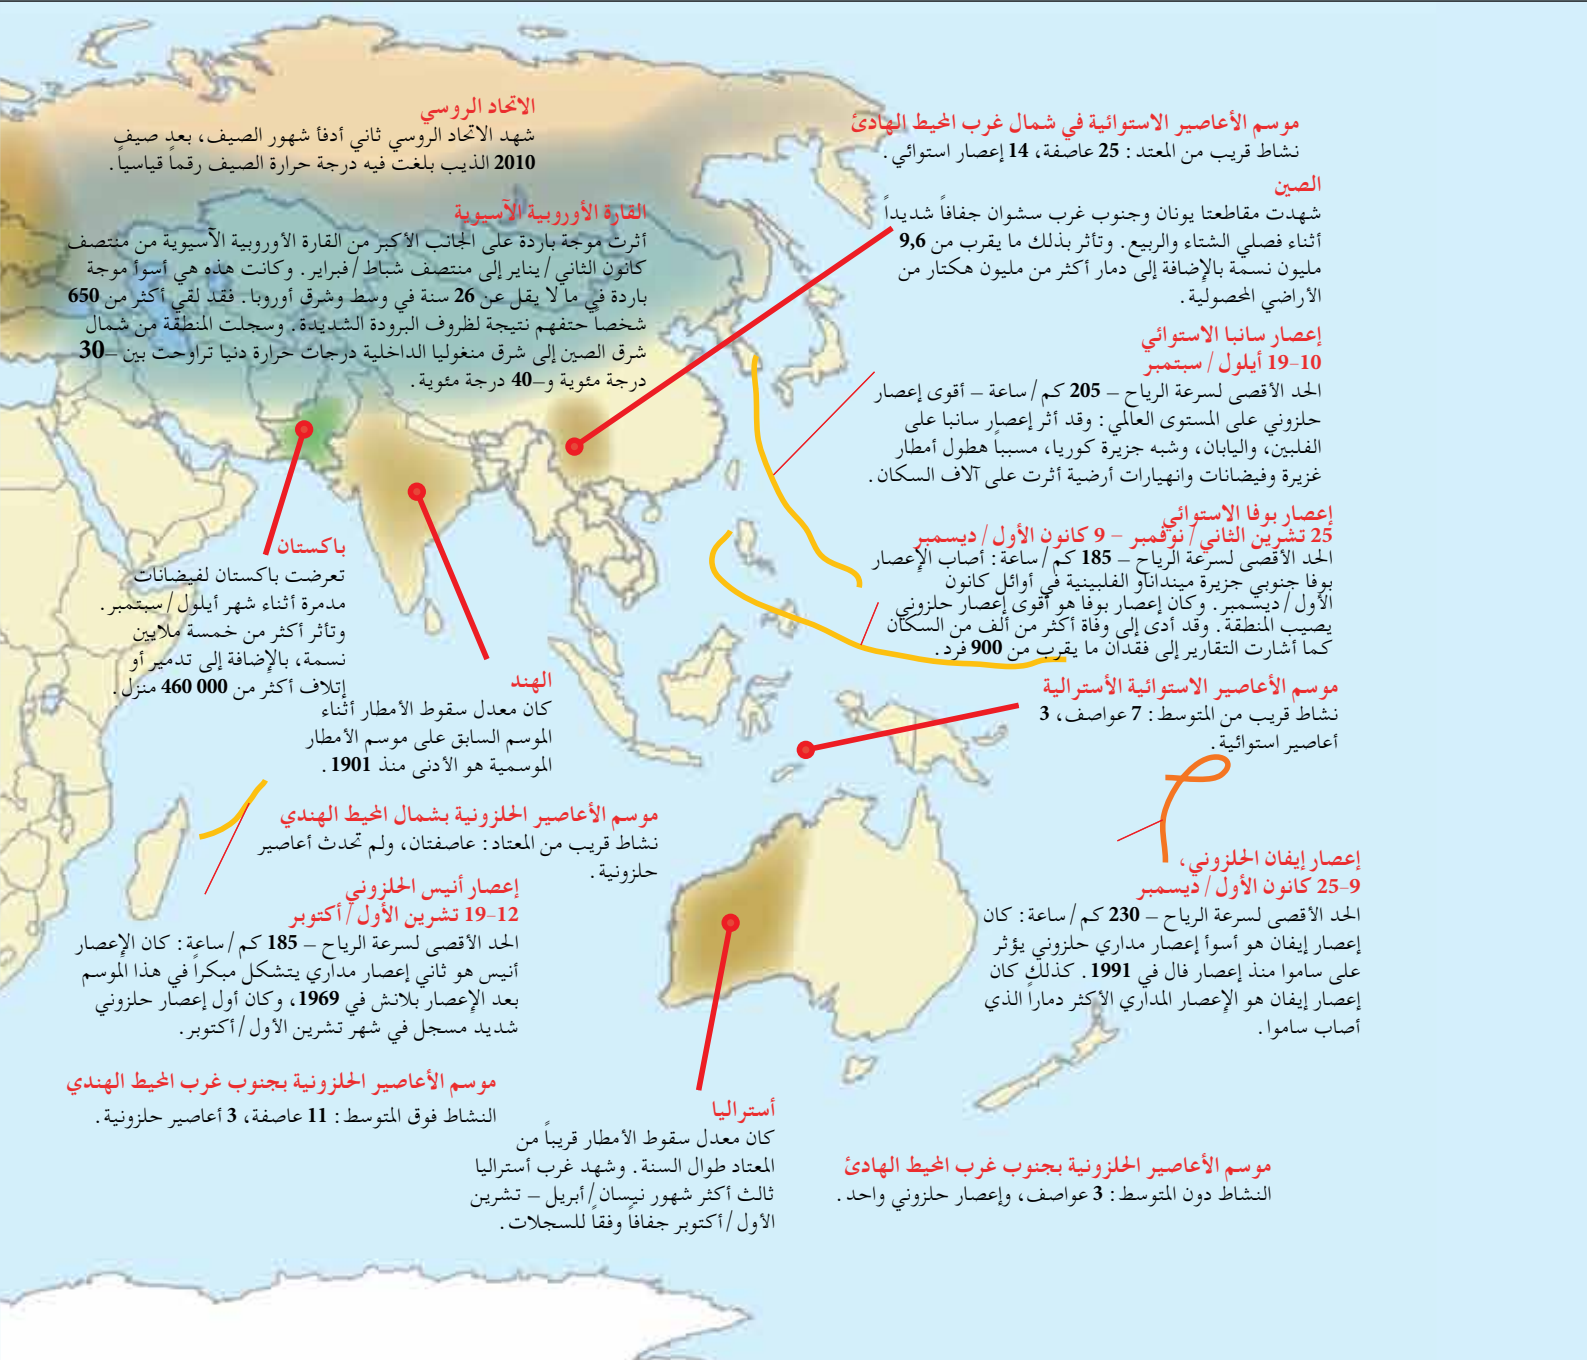 موسم الأعاصير الاستوائية في شمال غرب المحيط الهادئ
نشاط قريب من المعتد: 25 عاصفة، 14 إعصار استوائي.
الصين
شهدت مقاطعتا يونان وجنوب غرب سشوان جفافاً شديداً
أثناء فصلي الشتاء والربيع. وتأثر بذلك ما يقرب من 9,6
مليون نسمة بالإضافة إلى دمار أكثر من مليون هكتار من
الأراضي المحصولية.
إعصار سانبا الاستوائي
10–19 أيلول/سبتمبر
الحد الأقصى لسرعة الرياح – 205 كم/ساعة – أقوى إعصار
حلزوني على المستوى العالمي: وقد أثر إعصار سانبا على
الفلبين، واليابان، وشبه جزيرة كوريا، مسبباً هطول أمطار
غزيرة وفيضانات وانهيارات أرضية أثرت على آلاف السكان.
إعصار بوفا الاستوائي
25 تشرين الثاني/نوفمبر – 9 كانون الأول/ديسمبر
الحد الأقصى لسرعة الرياح – 185 كم/ساعة: أصاب الإعصار
بوفا جنوبي جزيرة مينداناو الفلبينية في أوائل كانون
الأول/ديسمبر. وكان إعصار بوفا هو أقوى إعصار حلزوني
يصيب المنطقة. وقد أدى إلى وفاة أكثر من ألف من السكان
كما أشارت التقارير إلى فقدان ما يقرب من 900 فرد.
موسم الأعاصير الاستوائية الأسترالية
نشاط قريب من المتوسط: 7 عواصف، 3
أعاصير استوائية.
إعصار إيفان الحلزوني،
9–25 كانون الأول/ديسمبر
الحد الأقصى لسرعة الرياح – 230 كم/ساعة: كان
إعصار إيفان هو أسوأ إعصار مداري حلزوني يؤثر
على ساموا منذ إعصار فال في 1991. كذلك كان
إعصار إيفان هو الإعصار المداري الأكثر دماراً الذي
أصاب ساموا.
موسم الأعاصير الحلزونية بجنوب غرب المحيط الهادئ
النشاط دون المتوسط: 3 عواصف، وإعصار حلزوني واحد.
الاتحاد الروسي
شهد الاتحاد الروسي ثاني أدفأ شهور الصيف، بعد صيف
2010 الذيب بلغت فيه درجة حرارة الصيف رقماً قياسياً.
القارة الأوروبية الآسيوية
أثرت موجة باردة على الجانب الأكبر من القارة الأوروبية الآسيوية من منتصف
كانون الثاني/يناير إلى منتصف شباط/فبراير. وكانت هذه هي أسوأ موجة
باردة في ما لا يقل عن 26 سنة في وسط وشرق أوروبا. فقد لقي أكثر من 650
شخصاً حتفهم نتيجة لظروف البرودة الشديدة. وسجلت المنطقة من شمال
شرق الصين إلى شرق منغوليا الداخلية درجات حرارة دنيا تراوحت بين –30
درجة مئوية و–40 درجة مئوية.
باكستان
تعرضت باكستان لفيضانات
مدمرة أثناء شهر أيلول/سبتمبر.
وتأثر أكثر من خمسة ملايين
نسمة، بالإضافة إلى تدمير أو
إتلاف أكثر من 000 460 منزل.
الهند
كان معدل سقوط الأمطار أثناء
الموسم السابق على موسم الأمطار
الموسمية هو الأدنى منذ 1901.
موسم الأعاصير الحلزونية بشمال المحيط الهندي
نشاط قريب من المعتاد: عاصفتان، ولم تحدث أعاصير
حلزونية.
إعصار أنيس الحلزوني
12–19 تشرين الأول/أكتوبر
الحد الأقصى لسرعة الرياح – 185 كم/ساعة: كان الإعصار
أنيس هو ثاني إعصار مداري يتشكل مبكراً في هذا الموسم
بعد الإعصار بلانش في 1969، وكان أول إعصار حلزوني
شديد مسجل في شهر تشرين الأول/أكتوبر.
موسم الأعاصير الحلزونية بجنوب غرب المحيط الهندي
النشاط فوق المتوسط: 11 عاصفة، 3 أعاصير حلزونية.
أستراليا
كان معدل سقوط الأمطار قريباً من
المعتاد طوال السنة. وشهد غرب أستراليا
ثالث أكثر شهور نيسان/أبريل – تشرين
الأول/أكتوبر جفافاً وفقاً للسجلات.